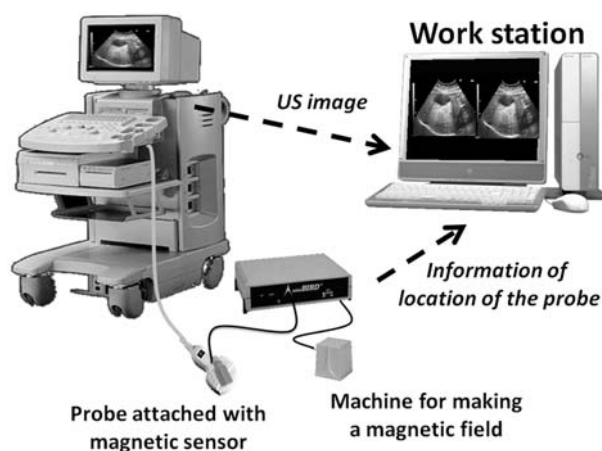 Work station
US image
Information of
location of the probe
Probe attached with
magnetic sensor
Machine for making
a magnetic field